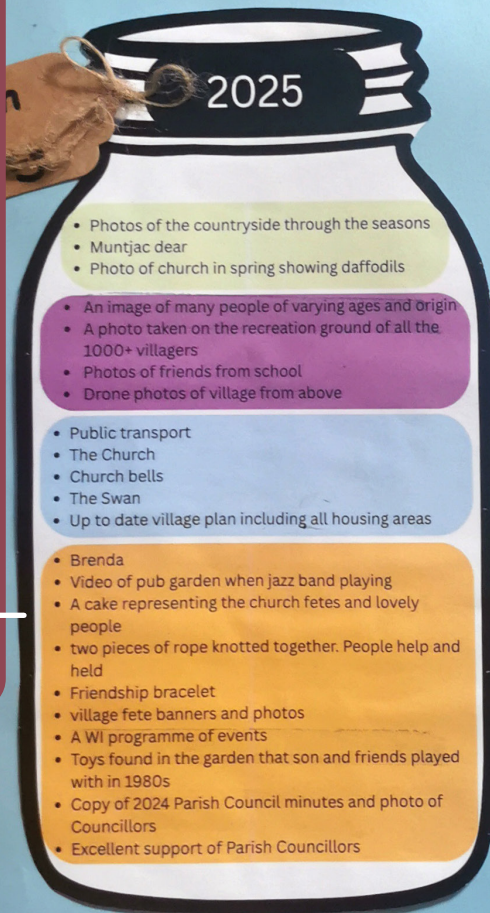 2025
• Photos of the countryside through the seasons
• Muntjac dear
• Photo of church in spring showing daffodils
• An image of many people of varying ages and origin
• A photo taken on the recreation ground of all the
1000+ villagers
• Photos of friends from school
• Drone photos of village from above
• Public transport
• The Church
• Church bells
• The Swan
• Up to date village plan including all housing areas
• Brenda
• Video of pub garden when jazz band playing
• A cake representing the church fetes and lovely
people
• two pieces of rope knotted together. People help and
held
• Friendship bracelet
• village fete banners and photos
• A WI programme of events
• Toys found in the garden that son and friends played
with in 1980s
• Copy of 2024 Parish Council minutes and photo of
Councillors
• Excellent support of Parish Councillors